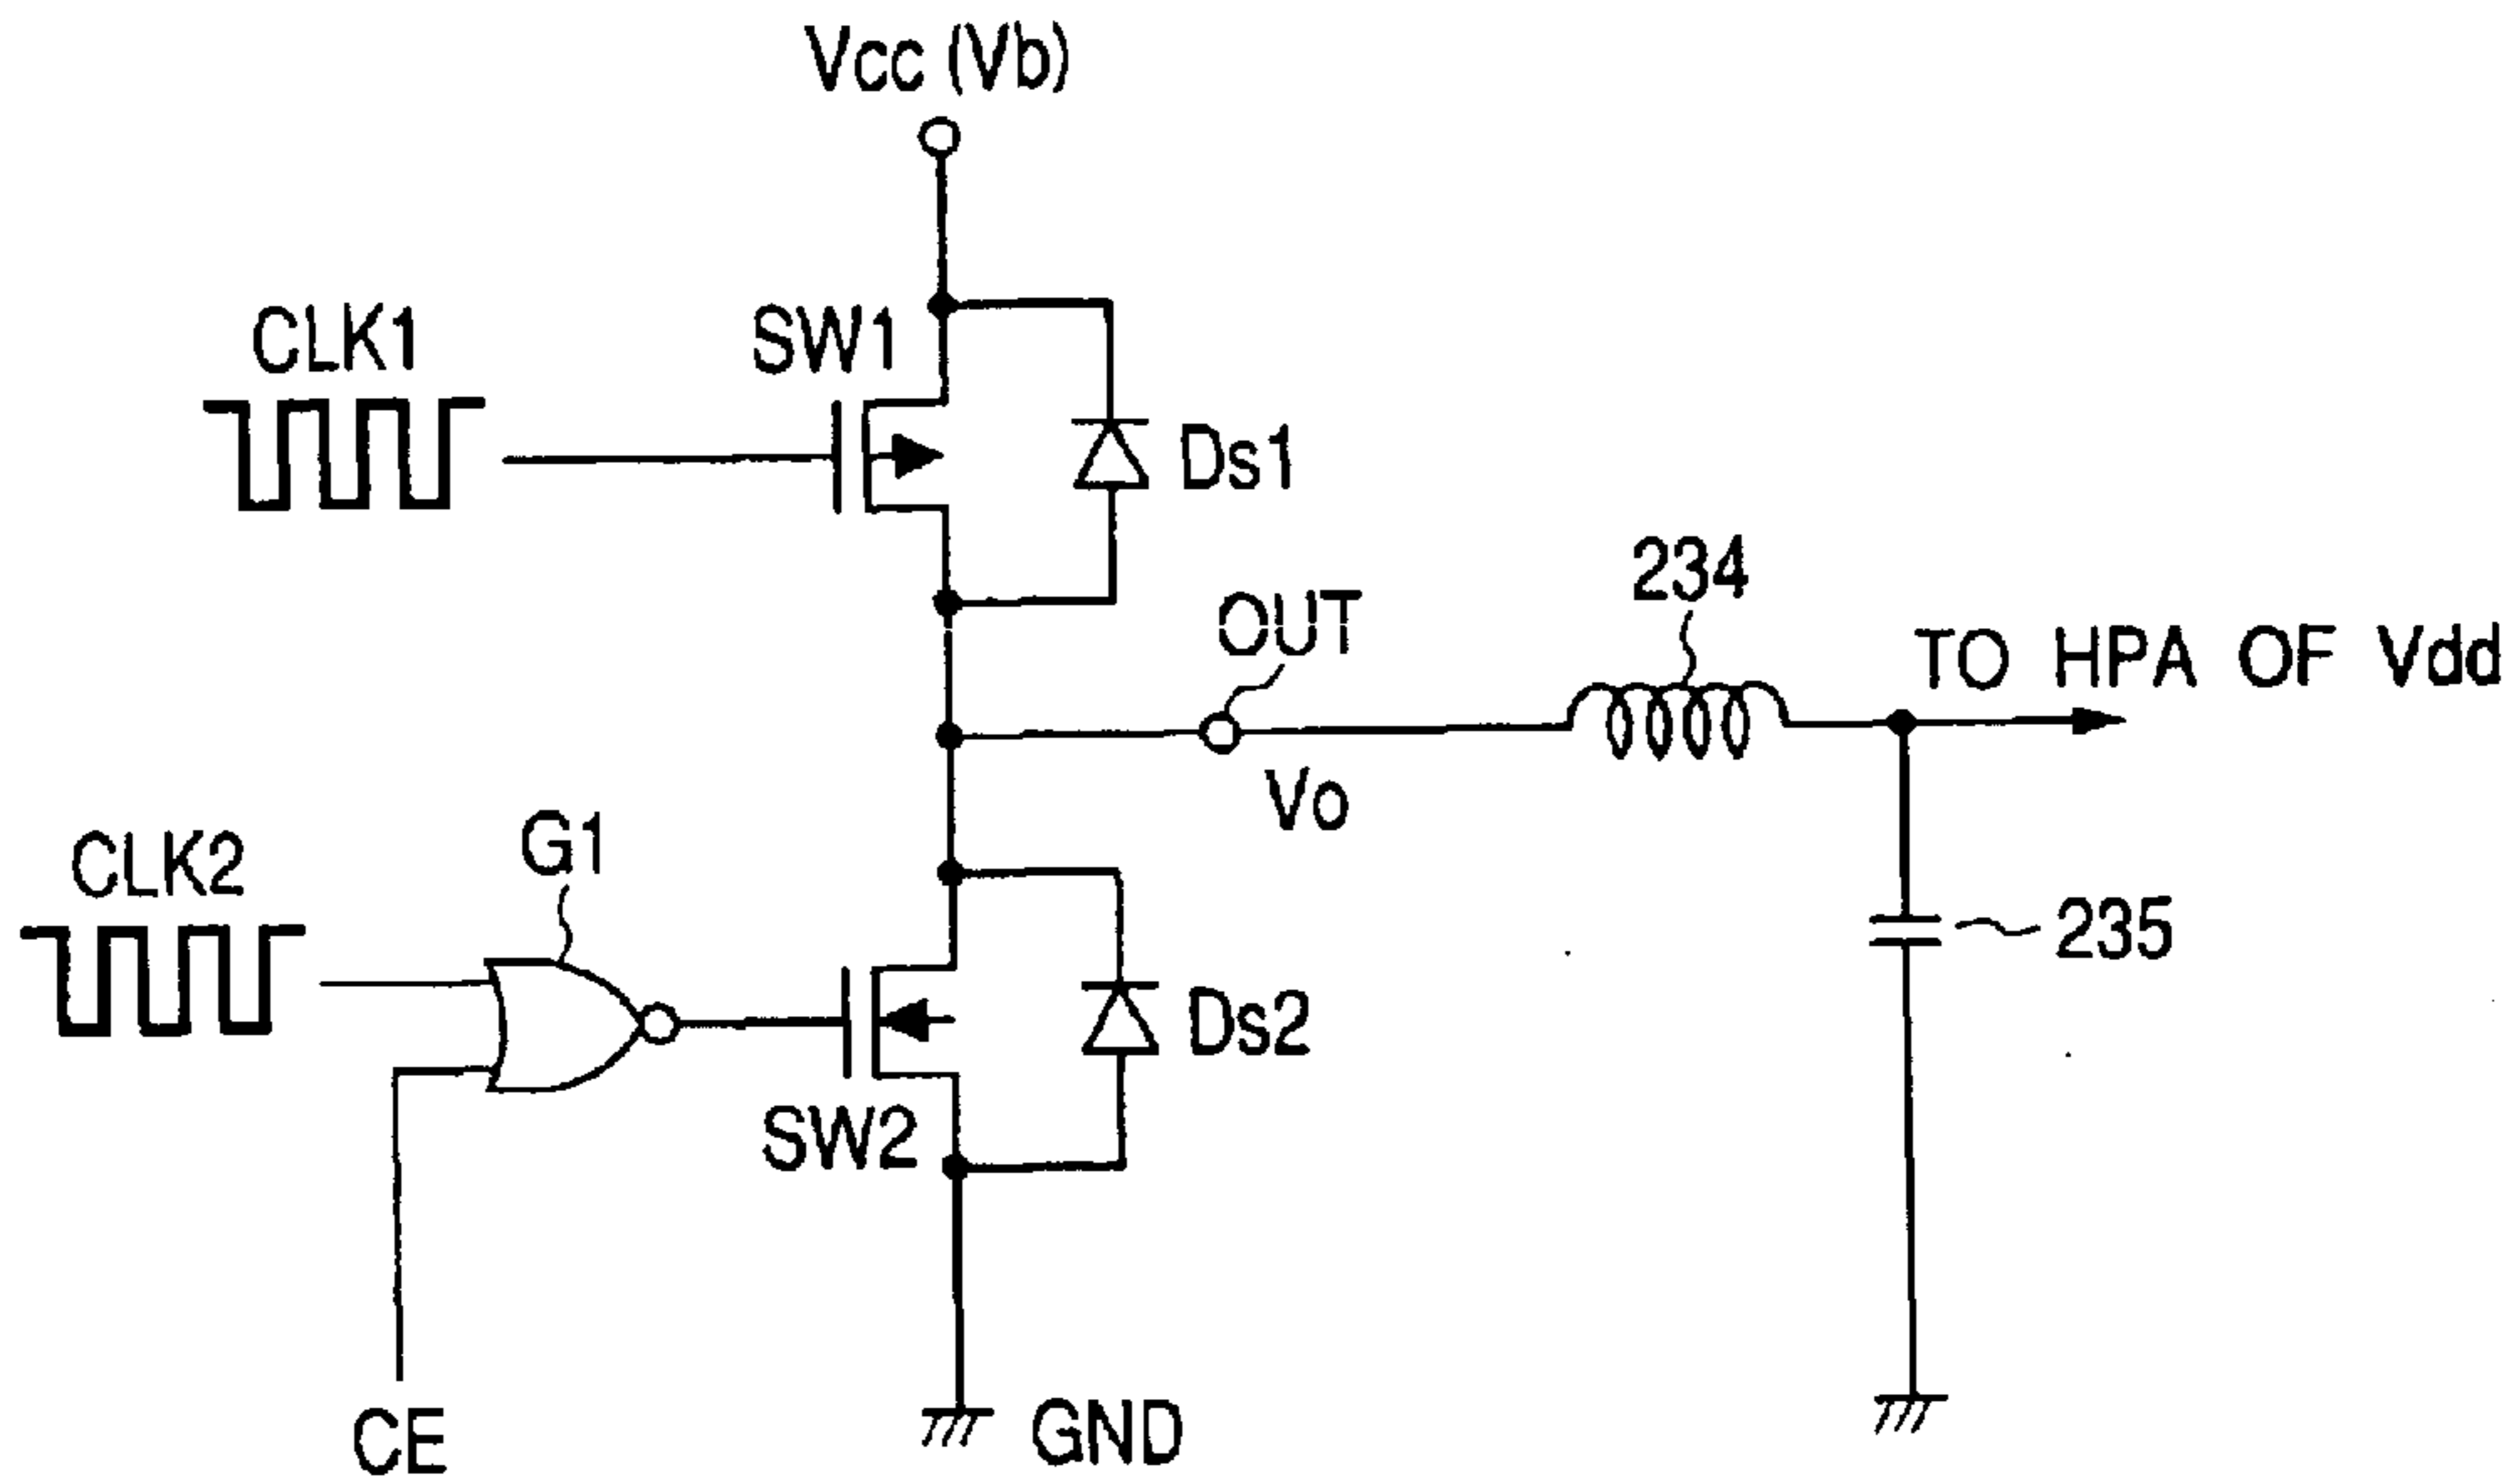 Vcc (Vb)
CLK1
SW1
Ds1
234
OUT
TO HPA OF Vdd
Vo
CLK2
G1
235
Ds2
SW2
CE
GND